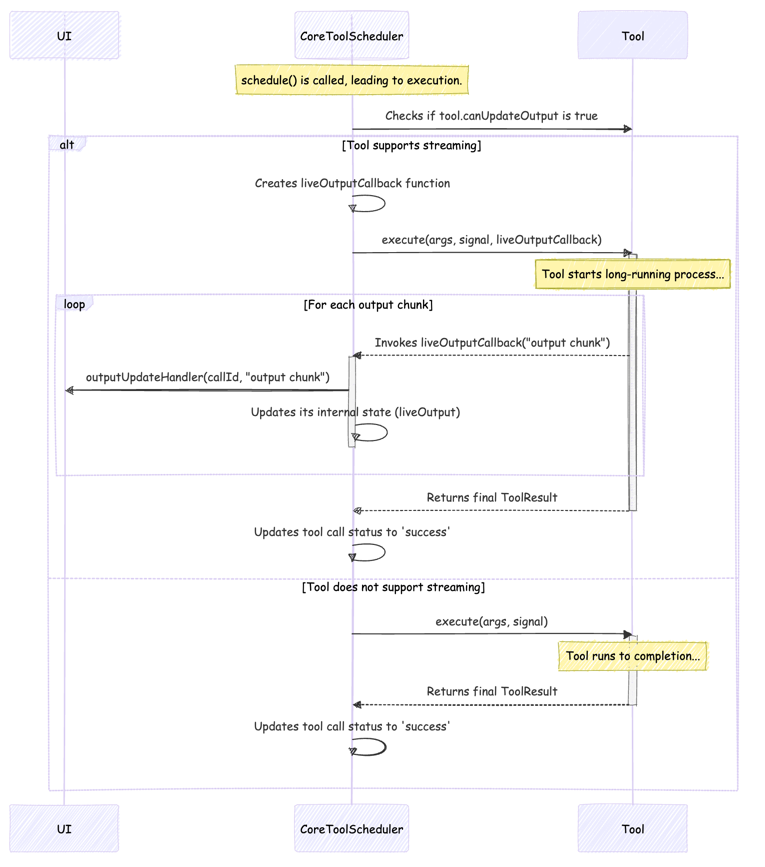 UI
CoreToolScheduler
Tool
schedule() is called, leading to execution.
Checks if tool.canUpdateOutput is true
alt
[Tool supports streaming]
Creates liveOutputCallback function
execute(args, signal, liveOutputCallback)
Tool starts long-running process...
loop
[For each output chunk]
Invokes liveOutputCallback("output chunk")
outputUpdateHandler(callId, "output chunk")
Updates its internal state (liveOutput)
Returns final ToolResult
Updates tool call status to 'success'
[Tool does not support streaming]
execute(args, signal)
Tool runs to completion...
Returns final ToolResult
Updates tool call status to 'success'
UI
CoreToolScheduler
Tool